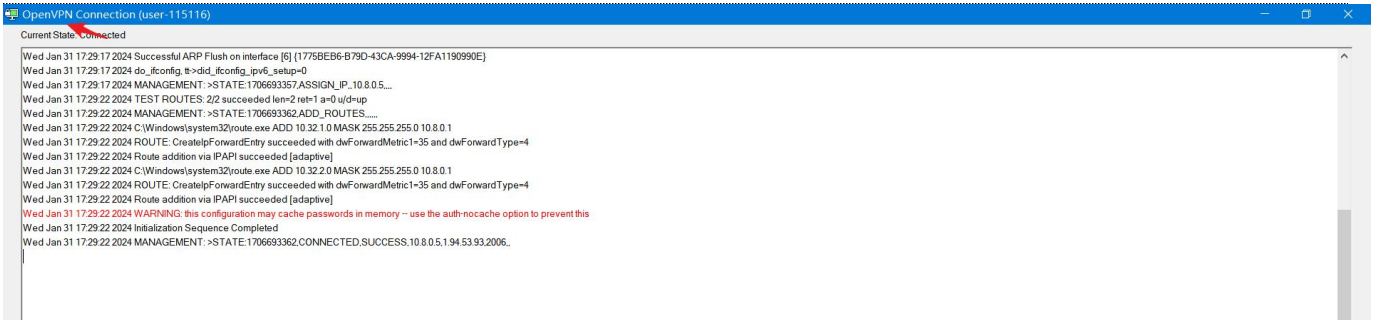 OpenVPN Connection (user-115116)
Current State: Connected
Wed Jan 31 17:29:17 2024 Successful ARP Flush on interface [6] {1775BEB6-B79D-43CA-9994-12FA1190990E}
Wed Jan 31 17:29:17 2024 do_ifconfig, tt->did_ifconfig_ipv6_setup=0
Wed Jan 31 17:29:17 2024 MANAGEMENT: >STATE:1706693357,ASSIGN_IP,,10.8.0.5,,,,
Wed Jan 31 17:29:22 2024 TEST ROUTES: 2/2 succeeded len=2 ret=1 a=0 u/d=up
Wed Jan 31 17:29:22 2024 MANAGEMENT: >STATE:1706693362,ADD_ROUTES,,,,,,
Wed Jan 31 17:29:22 2024 C:\Windows\system32\route.exe ADD 10.32.1.0 MASK 255.255.255.0 10.8.0.1
Wed Jan 31 17:29:22 2024 ROUTE: CreateIpForwardEntry succeeded with dwForwardMetric1=35 and dwForwardType=4
Wed Jan 31 17:29:22 2024 Route addition via IPAPI succeeded [adaptive]
Wed Jan 31 17:29:22 2024 C:\Windows\system32\route.exe ADD 10.32.2.0 MASK 255.255.255.0 10.8.0.1
Wed Jan 31 17:29:22 2024 ROUTE: CreateIpForwardEntry succeeded with dwForwardMetric1=35 and dwForwardType=4
Wed Jan 31 17:29:22 2024 Route addition via IPAPI succeeded [adaptive]
Wed Jan 31 17:29:22 2024 WARNING: this configuration may cache passwords in memory -- use the auth-nocache option to prevent this
Wed Jan 31 17:29:22 2024 Initialization Sequence Completed
Wed Jan 31 17:29:22 2024 MANAGEMENT: >STATE:1706693362,CONNECTED,SUCCESS,10.8.0.5,1.94.53.93,2006,,